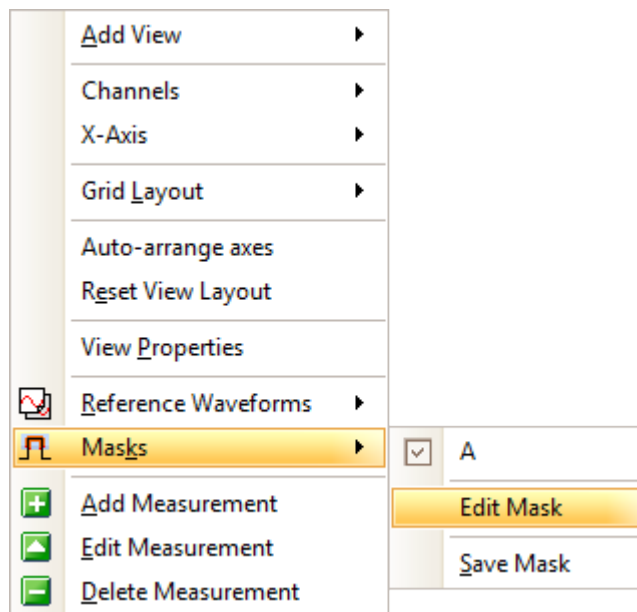 Add View
Channels
X-Axis
Grid Layout
Auto-arrange axes
Reset View Layout
View Properties
Reference Waveforms
Masks
A
Add Measurement
Edit Mask
Edit Measurement
Save Mask
Delete Measurement